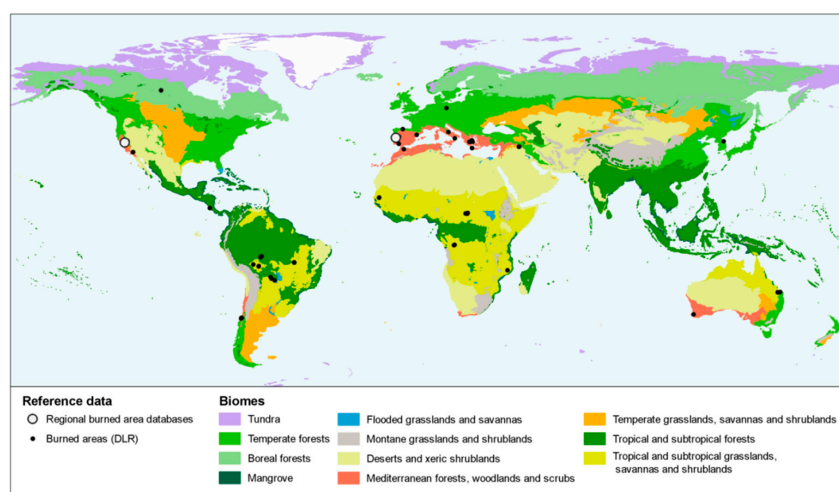 Reference data
Regional burned area databases
Burned areas (DLR)
Biomes
Tundra
Temperate forests
Boreal forests
Mangrove
Flooded grasslands and savannas
Montane grasslands and shrublands
Deserts and xeric shrublands
Mediterranean forests, woodlands and scrubs
Temperate grasslands, savannas and shrublands
Tropical and subtropical forests
Tropical and subtropical grasslands,
savannas and shrublands